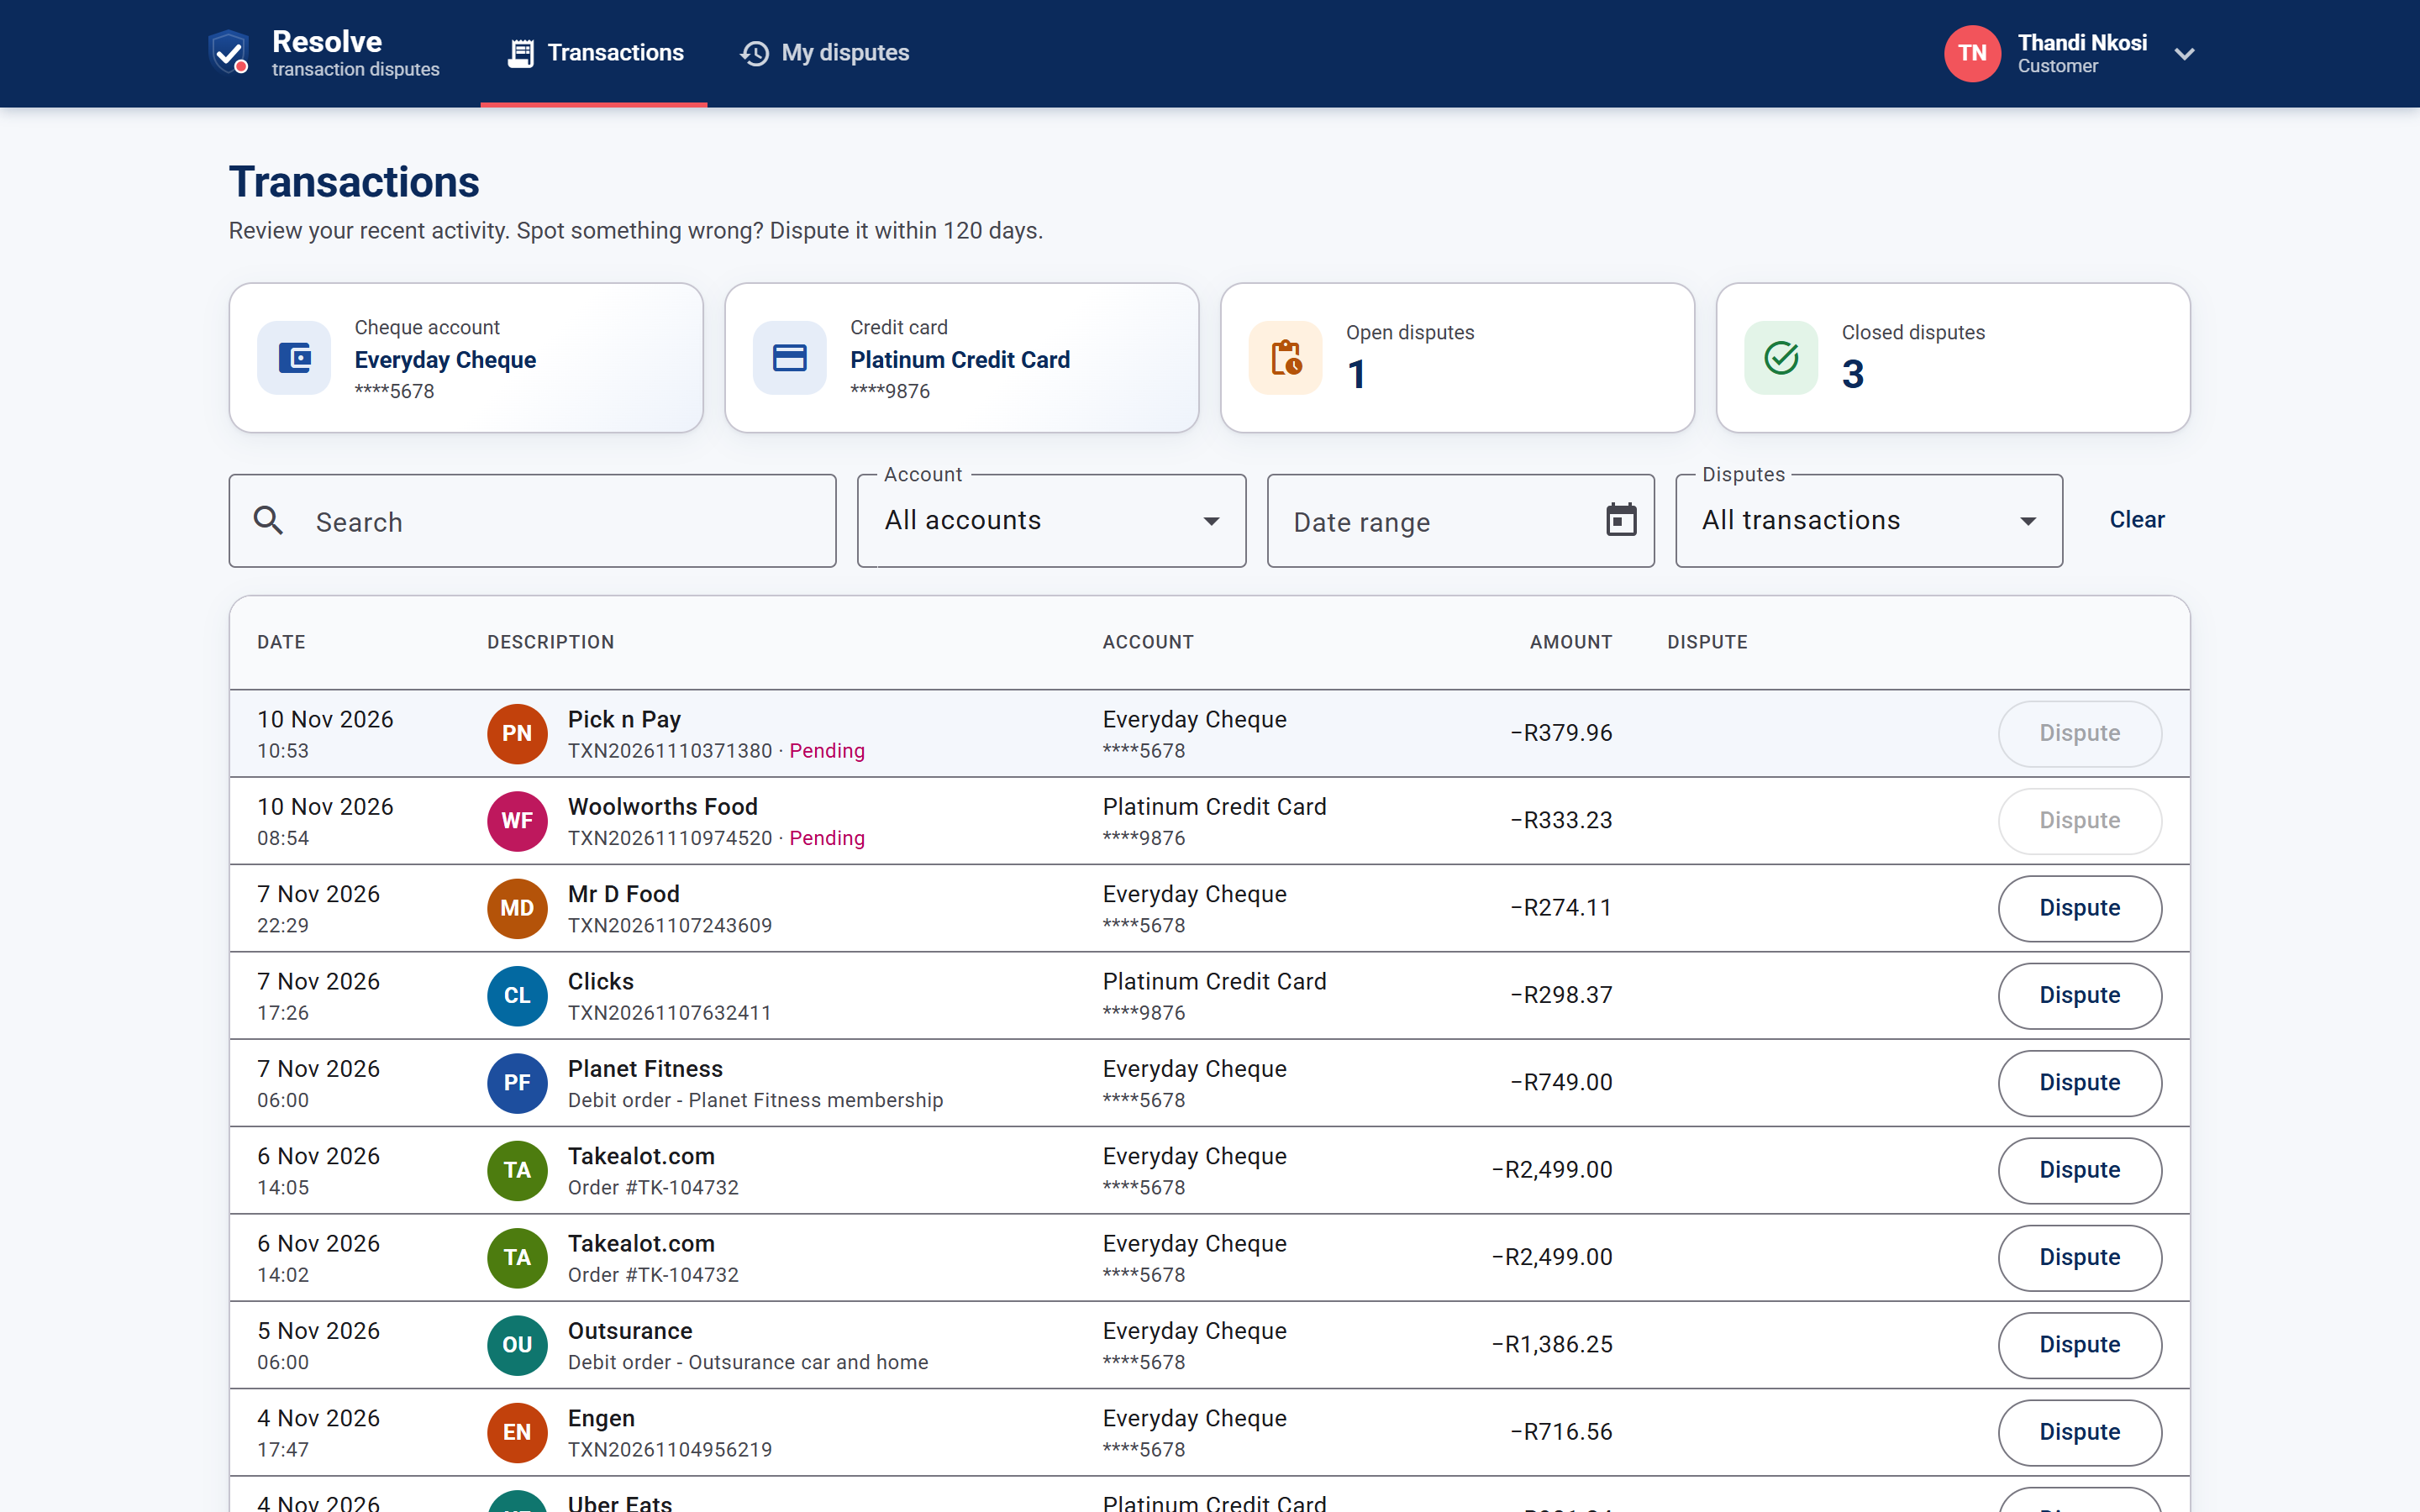 Resolve
transaction disputes
Transactions
My disputes
TN
Thandi Nkosi
Customer
Transactions
Review your recent activity. Spot something wrong? Dispute it within 120 days.
Cheque account
Everyday Cheque
****5678
Credit card
Platinum Credit Card
****9876
Open disputes
1
Closed disputes
3
Search
Account
All accounts
Date range
Disputes
All transactions
Clear
DATE DESCRIPTION ACCOUNT AMOUNT DISPUTE
10 Nov 2026 PN Pick n Pay Everyday Cheque −R379.96 Dispute
10:53 TXN20261110371380 · Pending ****5678
10 Nov 2026 WF Woolworths Food Platinum Credit Card −R333.23 Dispute
08:54 TXN20261110974520 · Pending ****9876
7 Nov 2026 MD Mr D Food Everyday Cheque −R274.11 Dispute
22:29 TXN20261107243609 ****5678
7 Nov 2026 CL Clicks Platinum Credit Card −R298.37 Dispute
17:26 TXN20261107632411 ****9876
7 Nov 2026 PF Planet Fitness Everyday Cheque −R749.00 Dispute
06:00 Debit order - Planet Fitness membership ****5678
6 Nov 2026 TA Takealot.com Everyday Cheque −R2,499.00 Dispute
14:05 Order #TK-104732 ****5678
6 Nov 2026 TA Takealot.com Everyday Cheque −R2,499.00 Dispute
14:02 Order #TK-104732 ****5678
5 Nov 2026 OU Outsurance Everyday Cheque −R1,386.25 Dispute
06:00 Debit order - Outsurance car and home ****5678
4 Nov 2026 EN Engen Everyday Cheque −R716.56 Dispute
17:47 TXN20261104956219 ****5678
4 Nov 2026 Uber Eats Platinum Credit Card